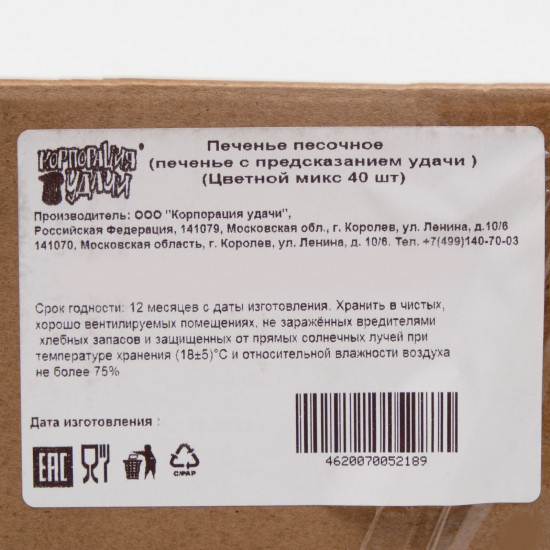 КОРПОРАЦИЯ
УДАЧИ
Печенье песочное
(печенье с предсказанием удачи )
(Цветной микс 40 шт)
Производитель: ООО "Корпорация удачи",
Российская Федерация, 141079, Московская обл., г. Королев, ул. Ленина, д.10/6
141070, Московская область, г. Королев, ул. Ленина, д. 10/6. Тел. +7(499)140-70-03
Срок годности: 12 месяцев с даты изготовления. Хранить в чистых,
хорошо вентилируемых помещениях, не заражённых вредителями
хлебных запасов и защищенных от прямых солнечных лучей при
температуре хранения (18±5)°С и относительной влажности воздуха
не более 75%
Дата изготовления :
EAC
C/PAP
4620070052189